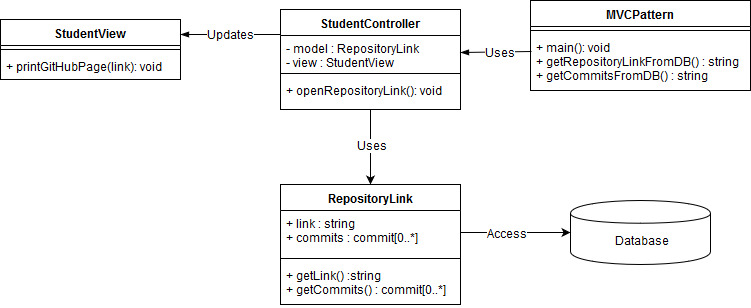 StudentView
+ printGitHubPage(link): void
Updates
StudentController
- model : RepositoryLink
- view : StudentView
+ openRepositoryLink(): void
Uses
MVCPattern
+ main(): void
+ getRepositoryLinkFromDB() : string
+ getCommitsFromDB() : string
Uses
RepositoryLink
+ link : string
+ commits : commit[0..*]
+ getLink() :string
+ getCommits() : commit[0..*]
Access
Database